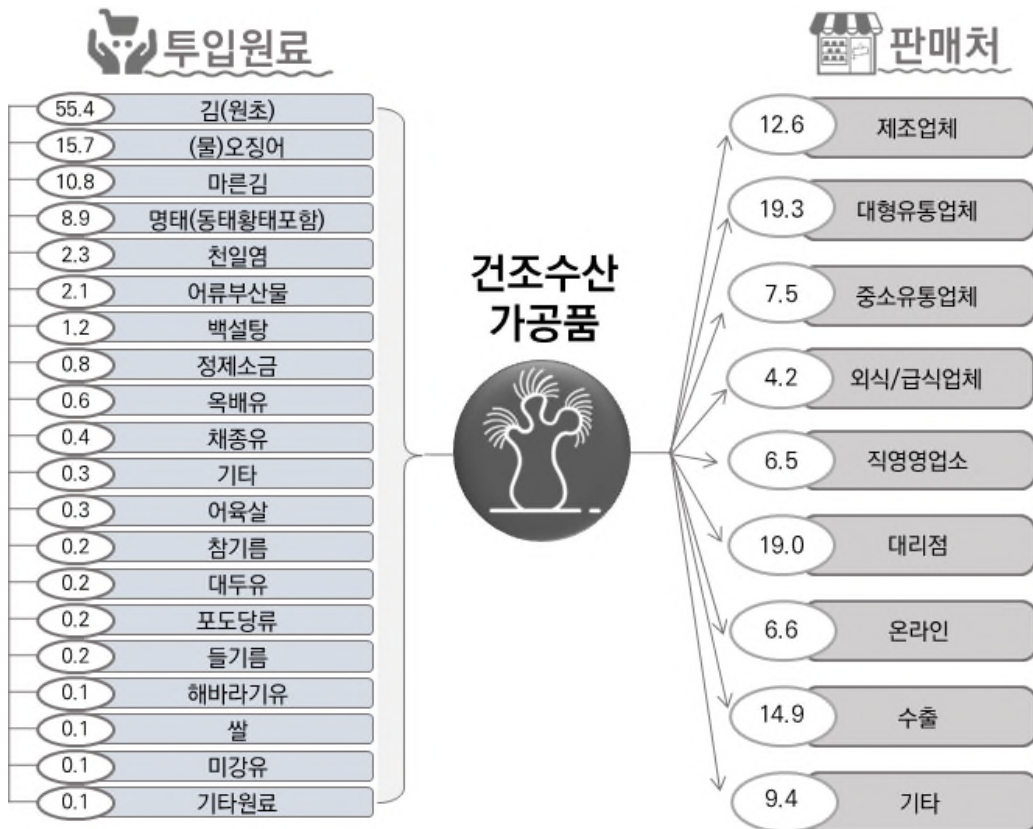 투입원료
55.4 김(원초)
15.7 (물)오징어
10.8 마른김
8.9 명태(동태황태포함)
2.3 천일염
2.1 어류부산물
1.2 백설탕
0.8 정제소금
0.6 옥배유
0.4 채종유
0.3 기타
0.3 어육살
0.2 참기름
0.2 대두유
0.2 포도당류
0.2 들기름
0.1 해바라기유
0.1 쌀
0.1 미강유
0.1 기타원료
건조수산
가공품
판매처
12.6 제조업체
19.3 대형유통업체
7.5 중소유통업체
4.2 외식/급식업체
6.5 직영영업소
19.0 대리점
6.6 온라인
14.9 수출
9.4 기타